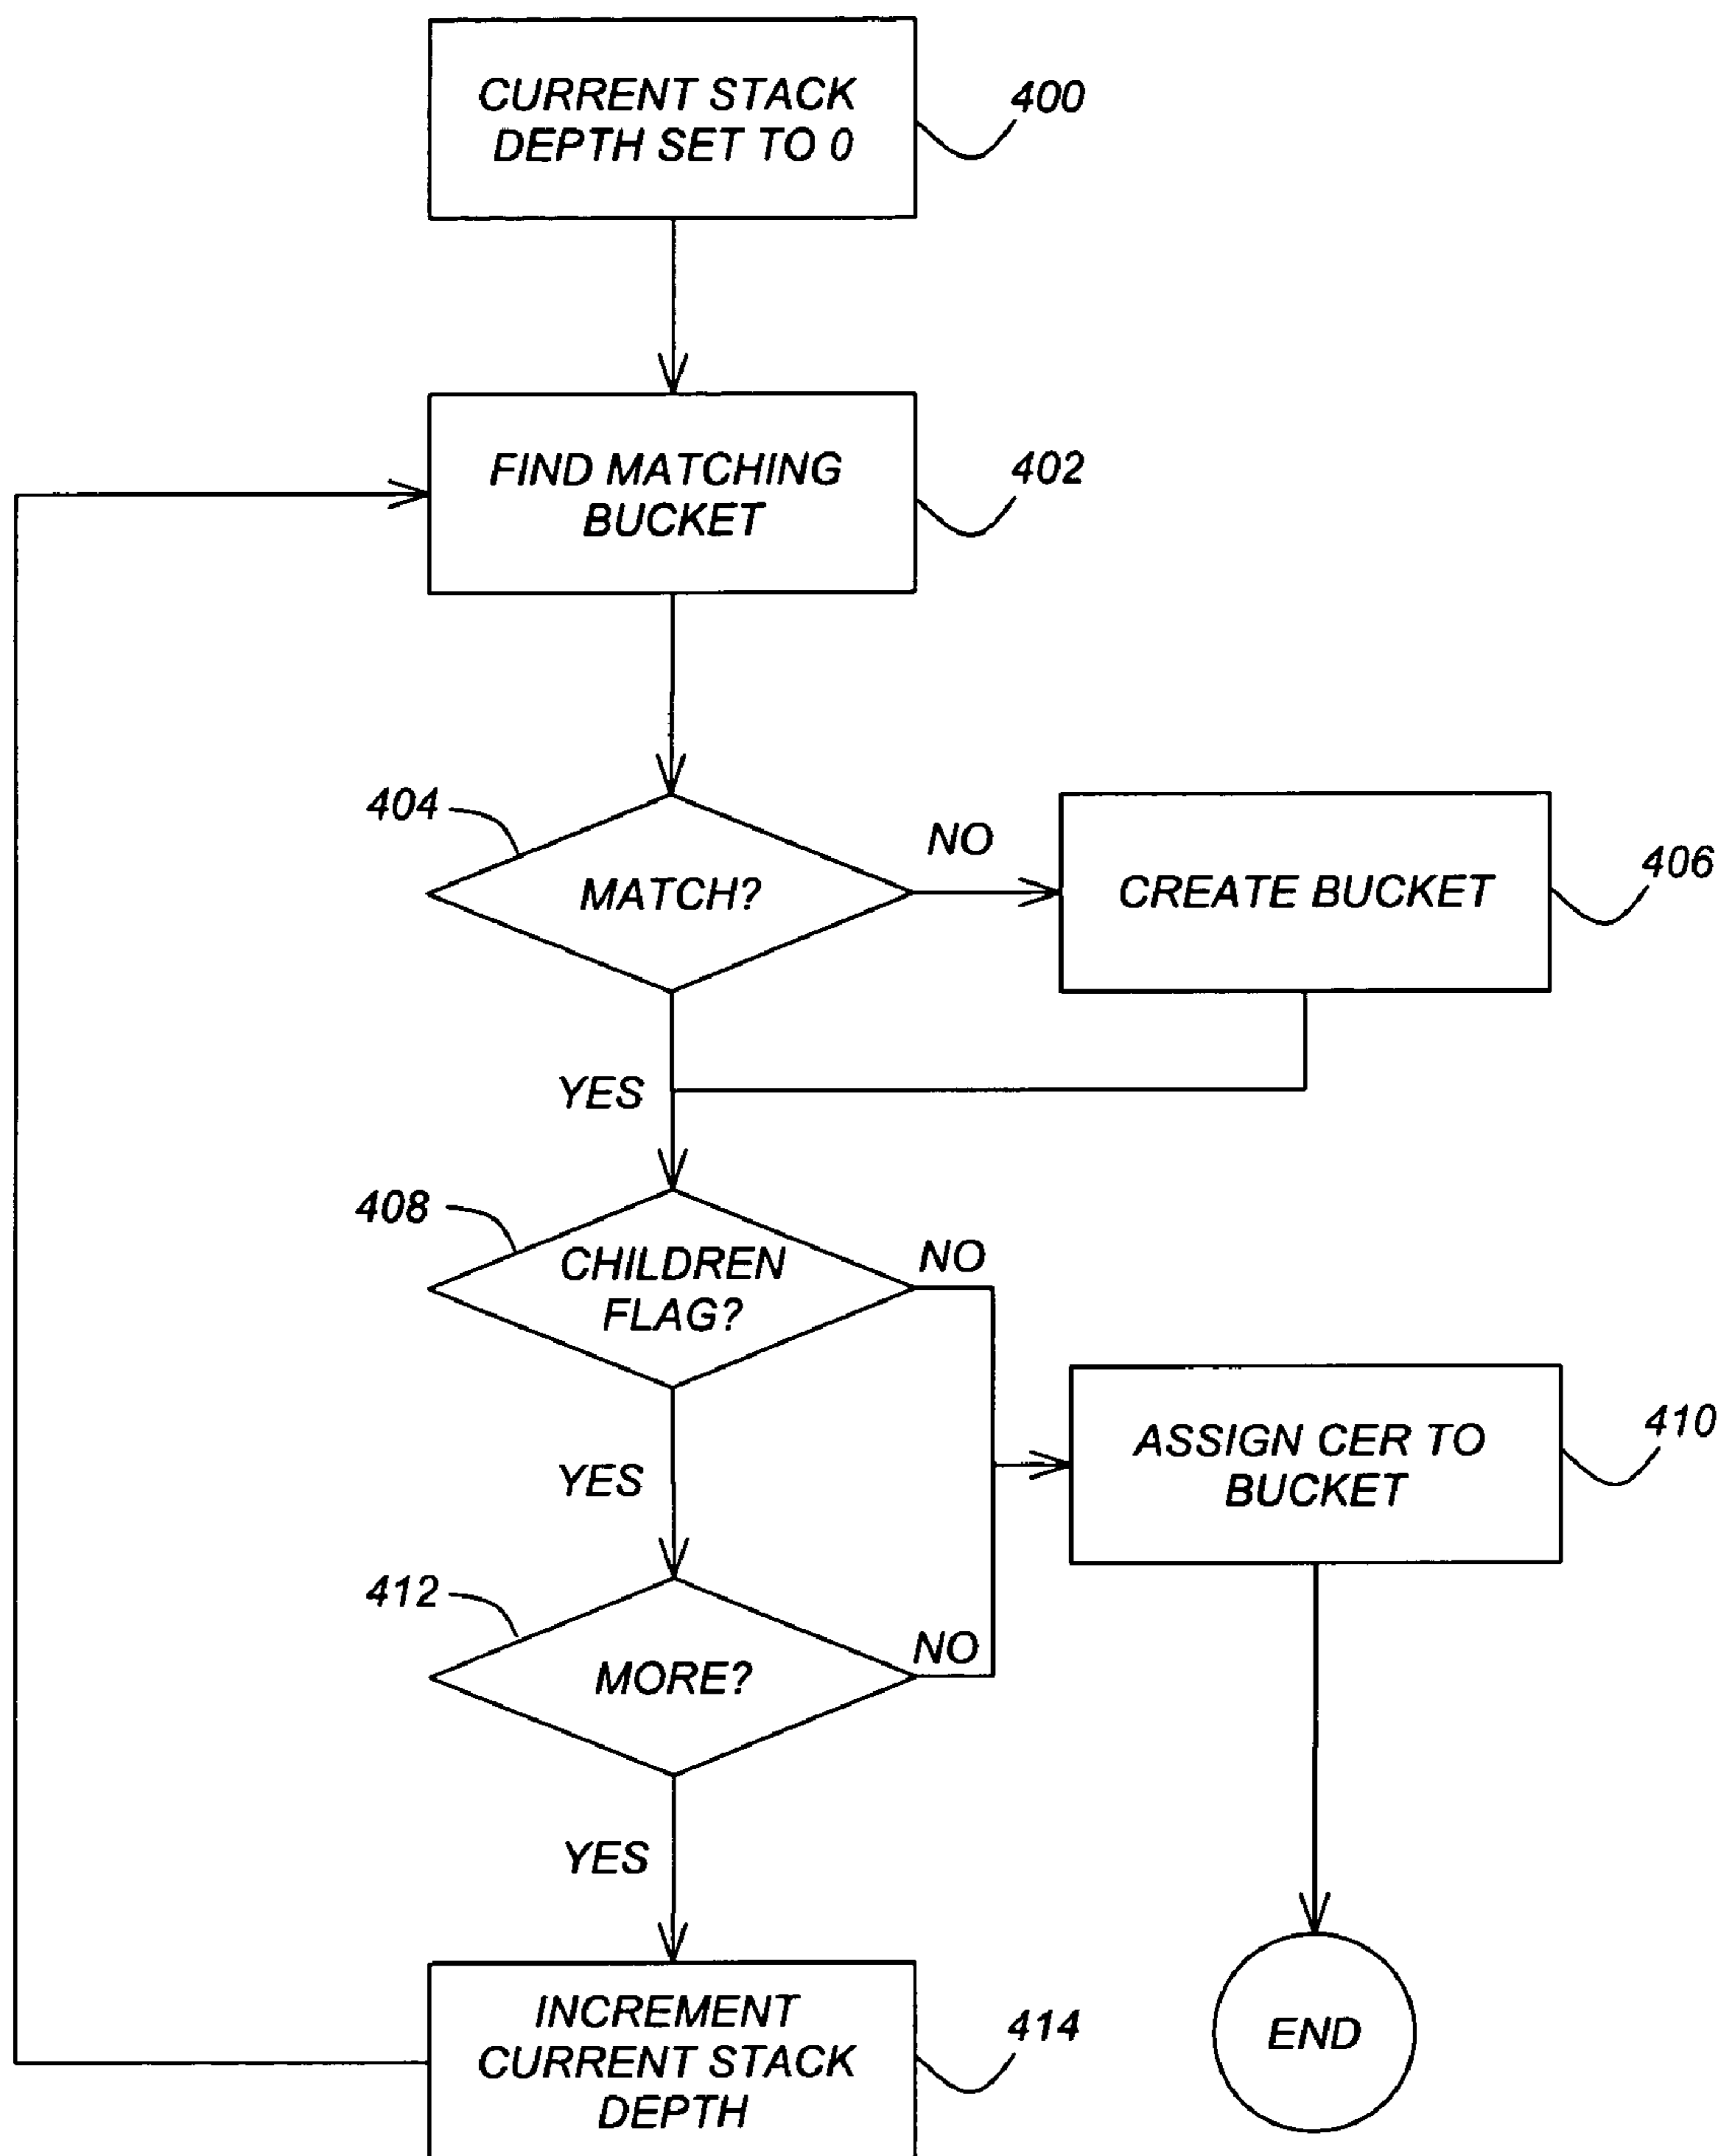 CURRENT STACK
DEPTH SET TO 0
400
FIND MATCHING
BUCKET
402
404
MATCH?
NO
CREATE BUCKET
406
YES
408
CHILDREN
FLAG?
NO
ASSIGN CER TO
BUCKET
410
YES
412
MORE?
NO
YES
INCREMENT
CURRENT STACK
DEPTH
414
END